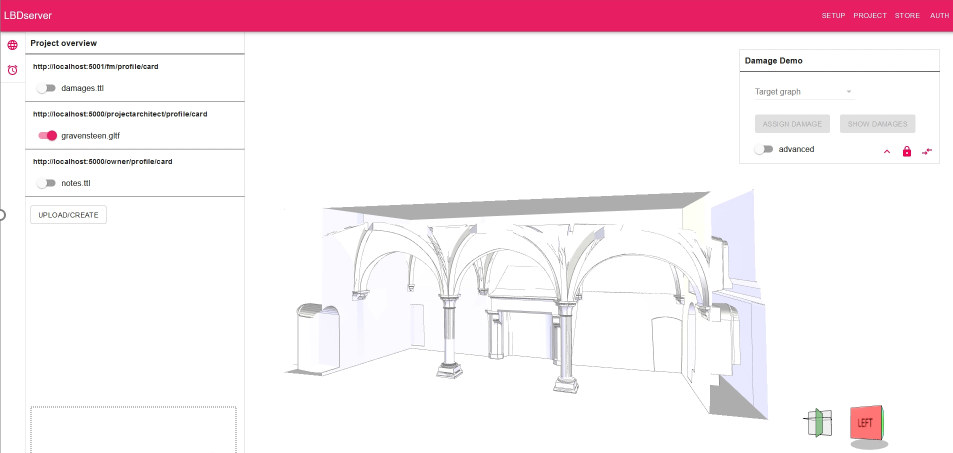 LBDserver
SETUP PROJECT STORE AUTH
Project overview
http://localhost:5001/fm/profile/card
damages.ttl
http://localhost:5000/projectarchitect/profile/card
gravensteen.gltf
http://localhost:5000/owner/profile/card
notes.ttl
UPLOAD/CREATE
Damage Demo
Target graph
ASSIGN DAMAGE SHOW DAMAGES
advanced
LEFT